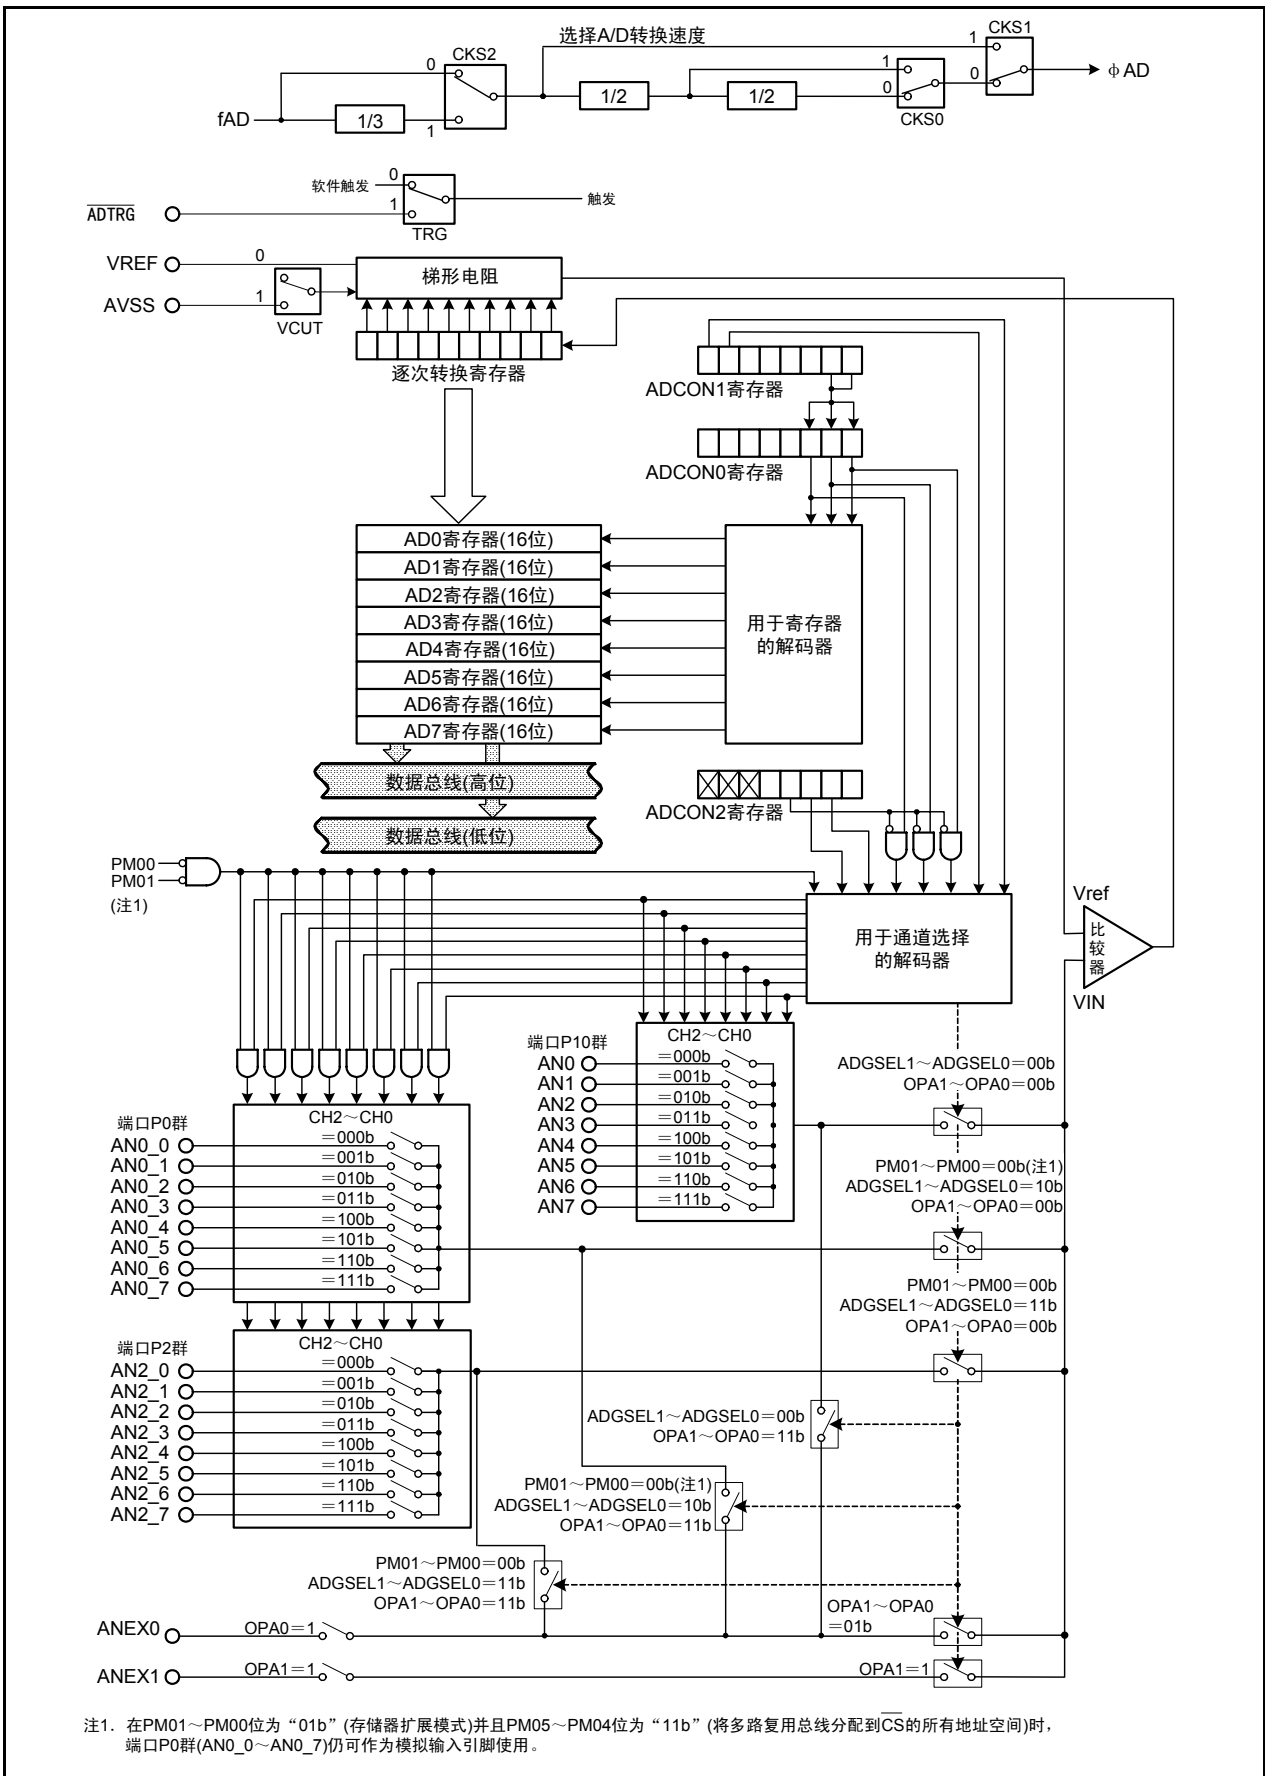 选择A/D转换速度
CKS1
1
CKS2
0
1/2
1/2
1
0
0
φAD
fAD
1/3
1
CKS0
软件触发
0
触发
ADTRG
1
TRG
VREF
0
梯形电阻
AVSS
1
VCUT
逐次转换寄存器
ADCON1寄存器
ADCON0寄存器
AD0寄存器(16位)
AD1寄存器(16位)
AD2寄存器(16位)
AD3寄存器(16位)
AD4寄存器(16位)
AD5寄存器(16位)
AD6寄存器(16位)
AD7寄存器(16位)
用于寄存器
的解码器
数据总线(高位)
ADCON2寄存器
数据总线(低位)
PM00
PM01
(注1)
用于通道选择
的解码器
Vref
比较器
VIN
端口P10群
CH2～CH0
AN0 =000b
AN1 =001b
AN2 =010b
AN3 =011b
AN4 =100b
AN5 =101b
AN6 =110b
AN7 =111b
ADGSEL1～ADGSEL0=00b
OPA1～OPA0=00b
端口P0群
CH2～CH0
AN0_0 =000b
AN0_1 =001b
AN0_2 =010b
AN0_3 =011b
AN0_4 =100b
AN0_5 =101b
AN0_6 =110b
AN0_7 =111b
PM01～PM00=00b(注1)
ADGSEL1～ADGSEL0=10b
OPA1～OPA0=00b
PM01～PM00=00b
ADGSEL1～ADGSEL0=11b
OPA1～OPA0=00b
端口P2群
CH2～CH0
AN2_0 =000b
AN2_1 =001b
AN2_2 =010b
AN2_3 =011b
AN2_4 =100b
AN2_5 =101b
AN2_6 =110b
AN2_7 =111b
ADGSEL1～ADGSEL0=00b
OPA1～OPA0=11b
PM01～PM00=00b(注1)
ADGSEL1～ADGSEL0=10b
OPA1～OPA0=11b
PM01～PM00=00b
ADGSEL1～ADGSEL0=11b
OPA1～OPA0=11b
OPA1～OPA0
=01b
ANEX0 OPA0=1
ANEX1 OPA1=1
OPA1=1
注1. 在PM01～PM00位为“01b”(存储器扩展模式)并且PM05～PM04位为“11b”(将多路复用总线分配到CS的所有地址空间)时，
端口P0群(AN0_0～AN0_7)仍可作为模拟输入引脚使用。